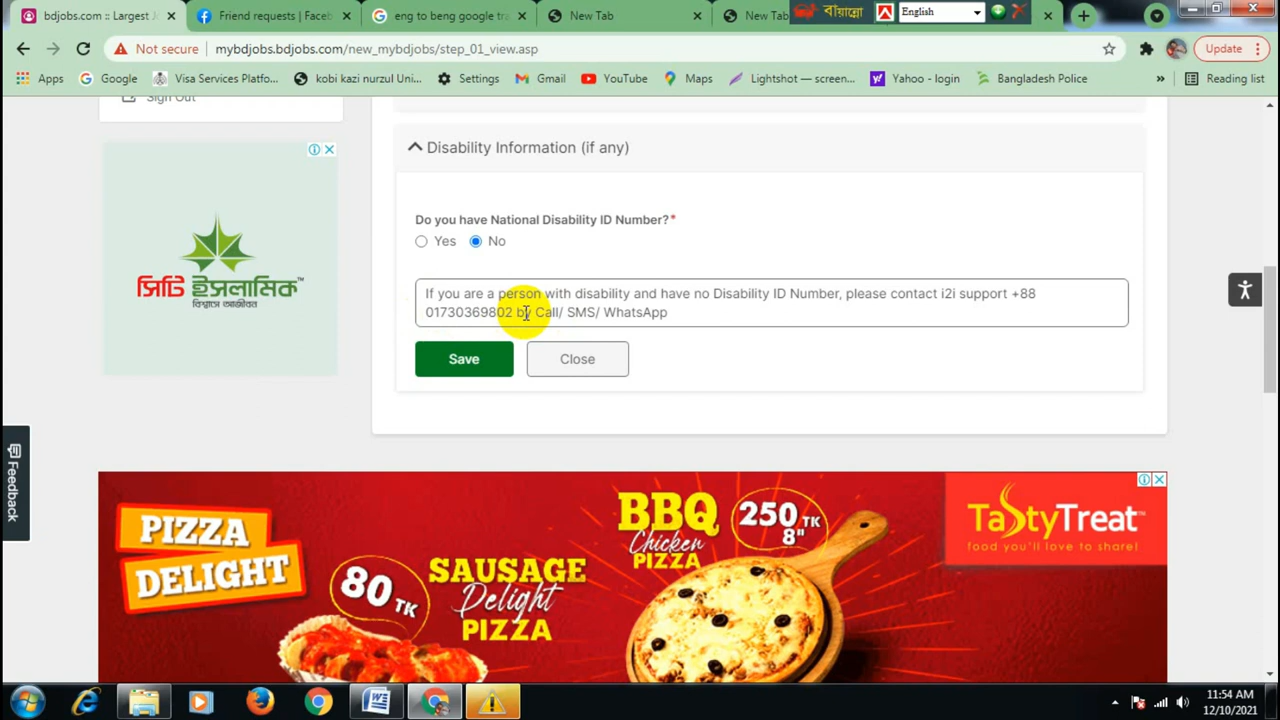 bdjobs.com :: Largest J
Friend requests | Faceb
eng to beng google tra
New Tab
New Tab
বায়ান্নো
English
Not secure
mybdjobs.bdjobs.com/new_mybdjobs/step_01_view.asp
Update
Apps
Google
Visa Services Platfo...
kobi kazi nurzul Uni...
Settings
Gmail
YouTube
Maps
Lightshot — screen...
Yahoo - login
Bangladesh Police
»
Reading list
Sign Out
Disability Information (if any)
Do you have National Disability ID Number?*
Yes
No
If you are a person with disability and have no Disability ID Number, please contact i2i support +88
01730369802 by Call/ SMS/ WhatsApp
Save
Close
সিটি ইসলামিক™
বিশ্বাসে আজীবন
Feedback
PIZZA
DELIGHT
80 TK
SAUSAGE
Delight
PIZZA
BBQ
Chicken
PIZZA
250 TK
8"
TastyTreat
food you'll love to share!
11:54 AM
12/10/2021